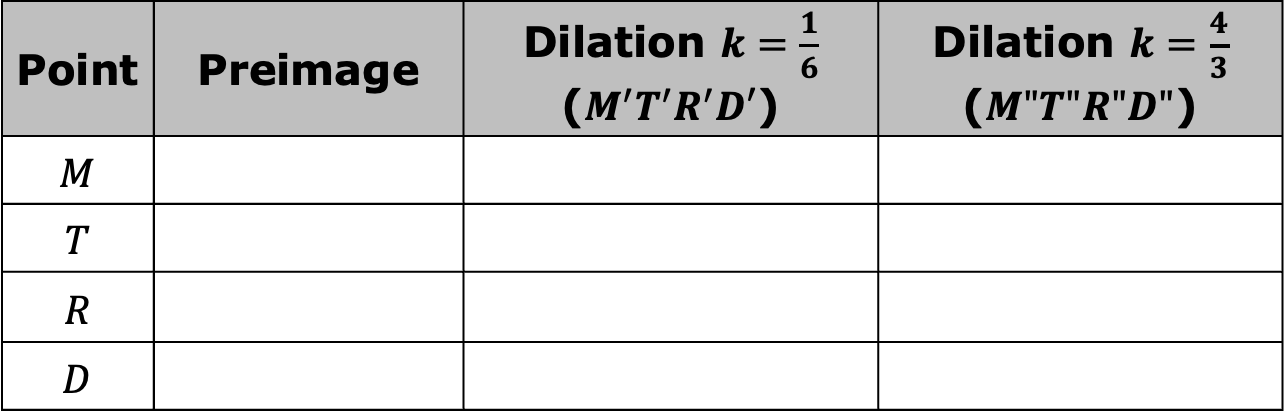 Point Preimage Dilation k = 1/6 (M′T′R′D′) Dilation k = 4/3 (M"T"R"D")
M
T
R
D